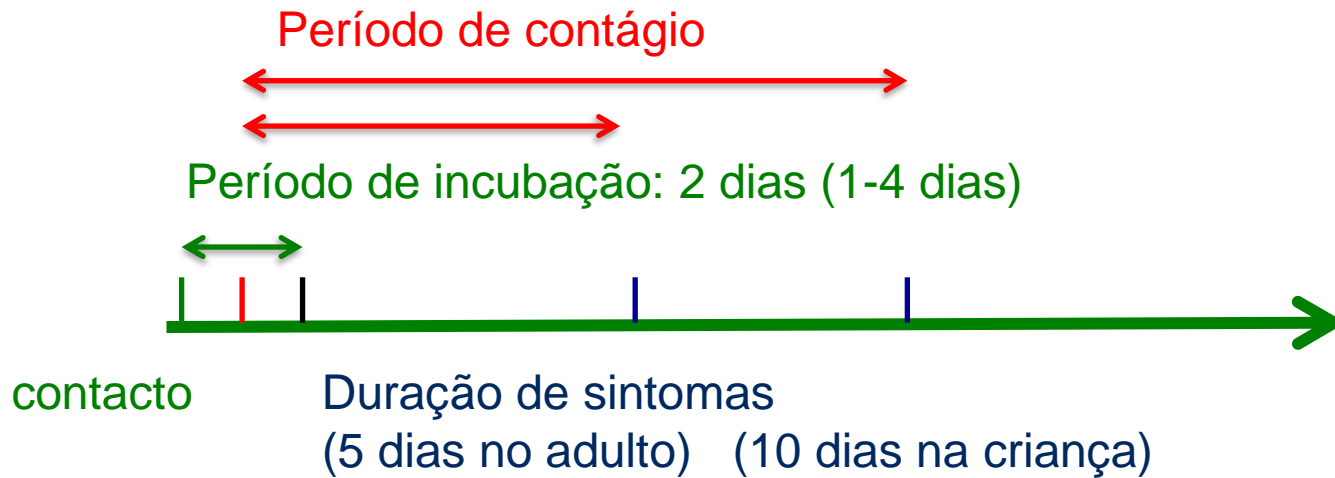 Período de contágio
Período de incubação: 2 dias (1-4 dias)
contacto
Duração de sintomas
(5 dias no adulto) (10 dias na criança)